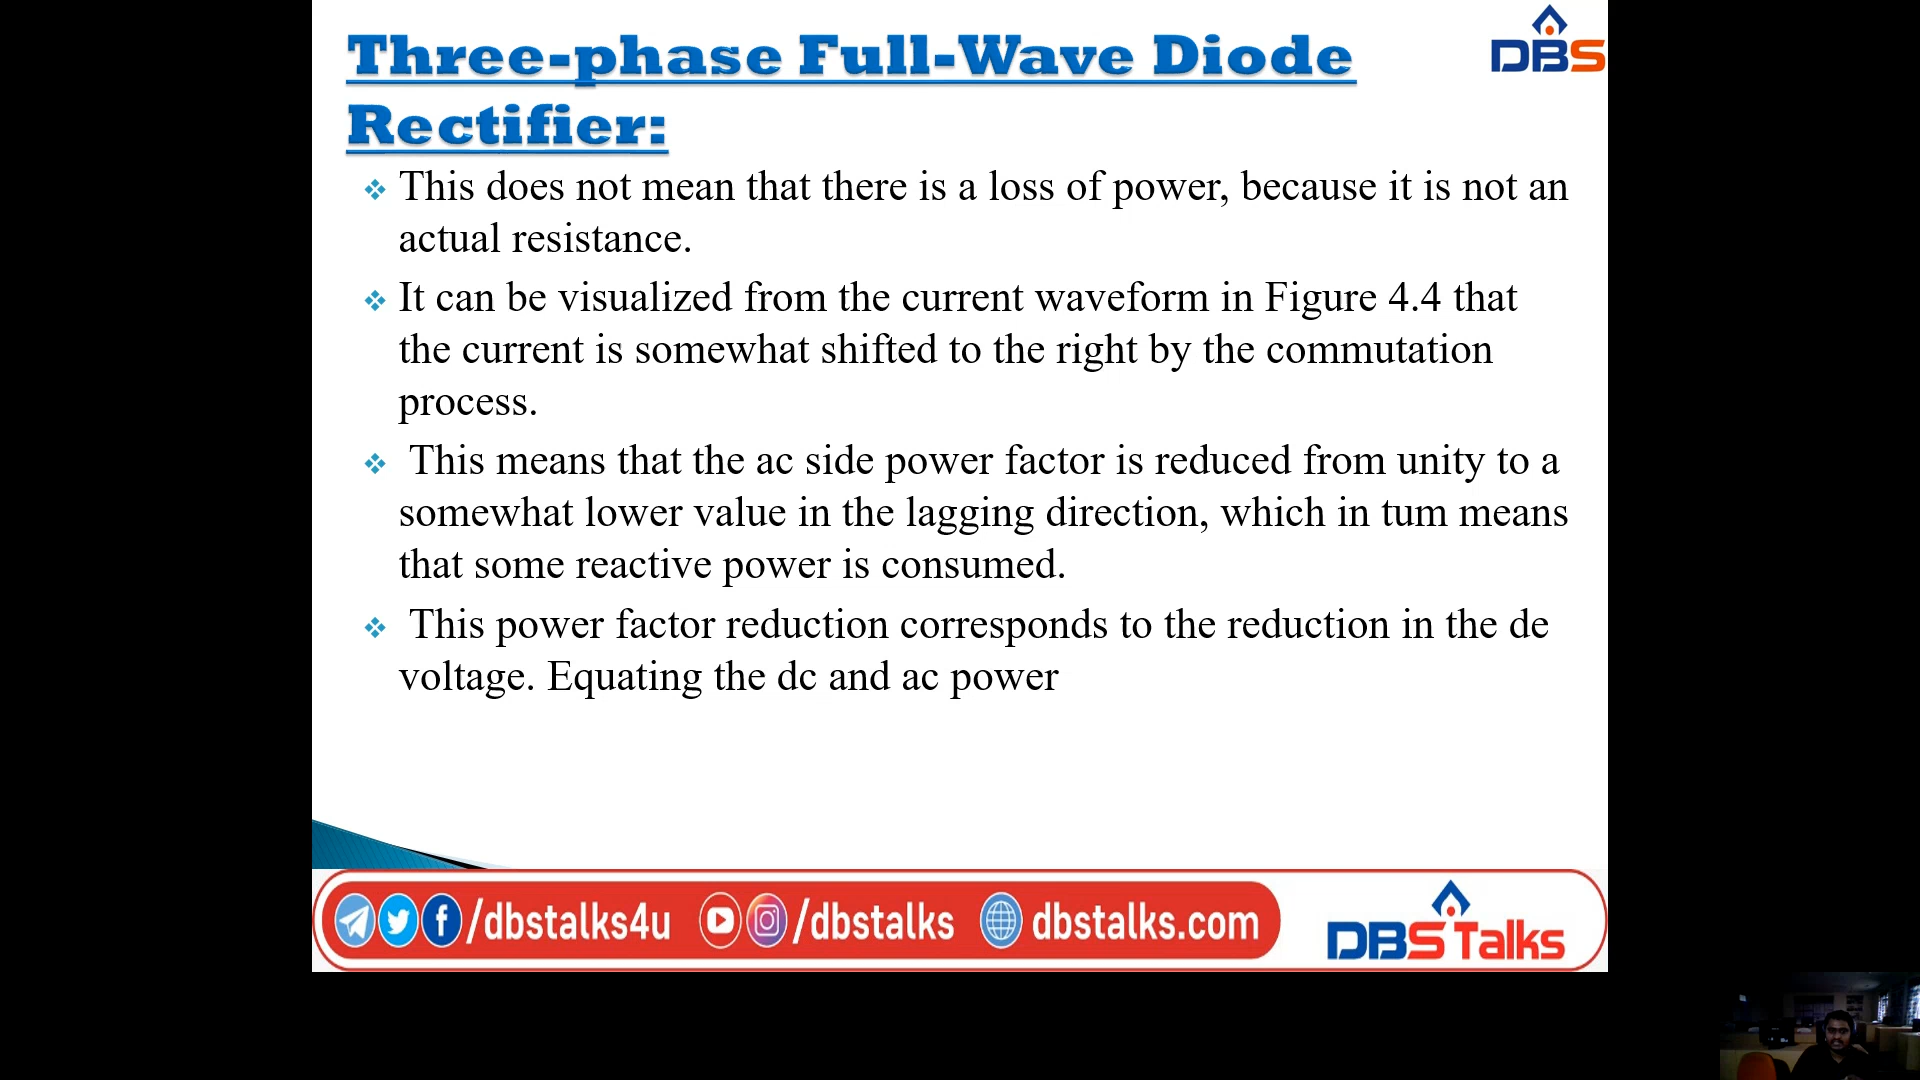 Three-phase Full-Wave Diode
Rectifier:
DBS
This does not mean that there is a loss of power, because it is not an
actual resistance.
It can be visualized from the current waveform in Figure 4.4 that
the current is somewhat shifted to the right by the commutation
process.
This means that the ac side power factor is reduced from unity to a
somewhat lower value in the lagging direction, which in tum means
that some reactive power is consumed.
This power factor reduction corresponds to the reduction in the de
voltage. Equating the dc and ac power
/dbstalks4u /dbstalks dbstalks.com
DBS Talks